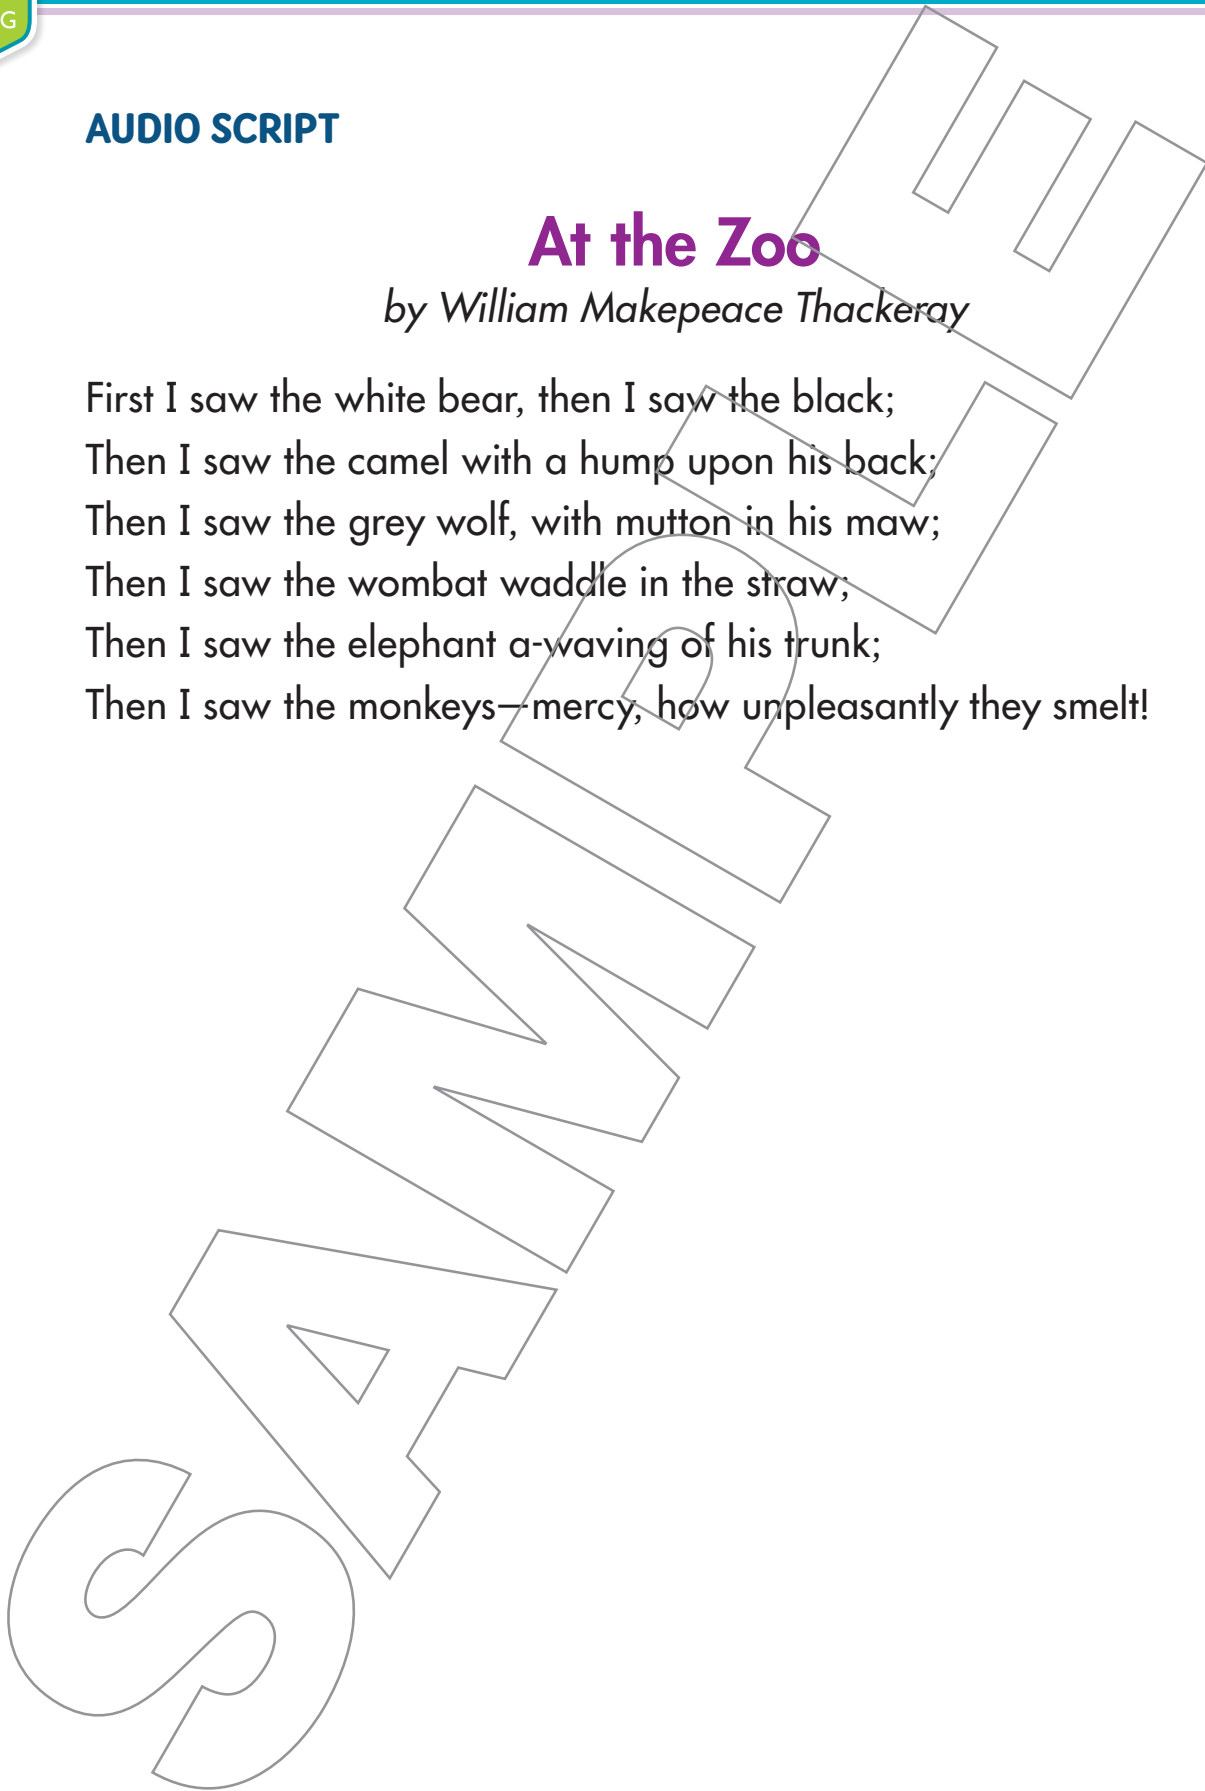 G
AUDIO SCRIPT
At the Zoo
by William Makepeace Thackeray
First I saw the white bear, then I saw the black;
Then I saw the camel with a hump upon his back;
Then I saw the grey wolf, with mutton in his maw;
Then I saw the wombat waddle in the straw;
Then I saw the elephant a-waving of his trunk;
Then I saw the monkeys—mercy, how unpleasantly they smelt!
SAMPLE